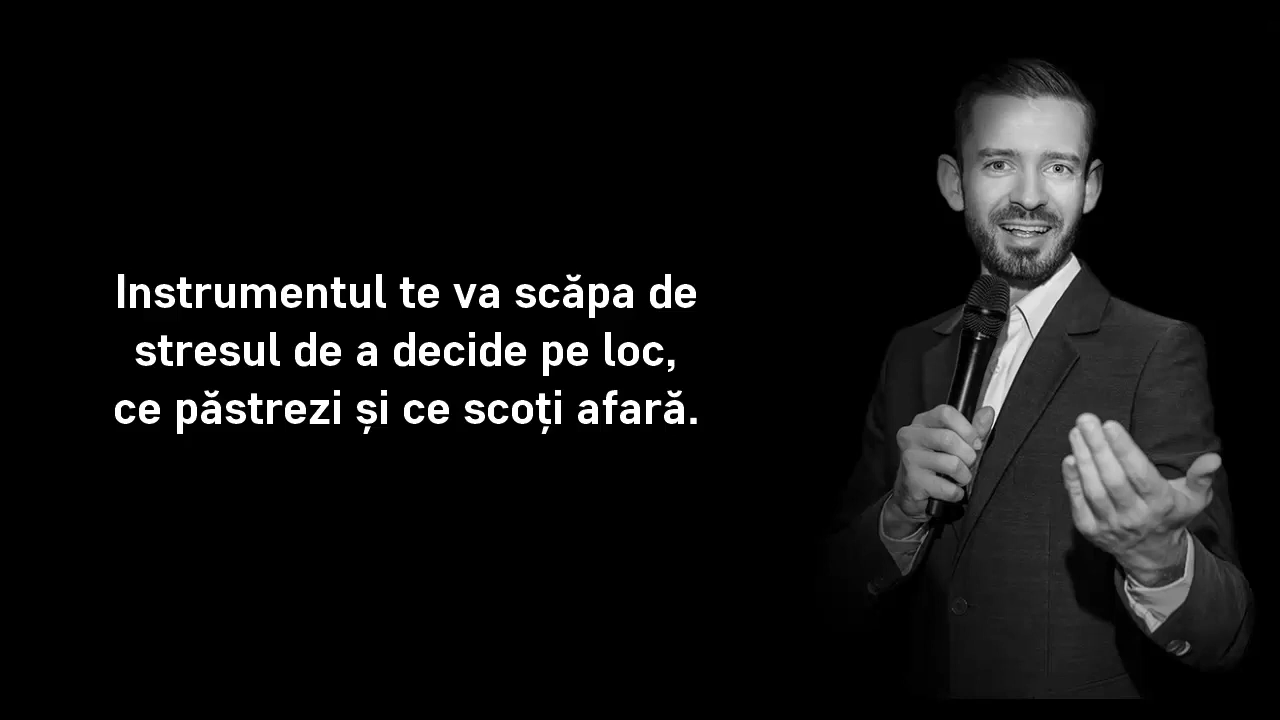 Instrumentul te va scăpa de
stresul de a decide pe loc,
ce păstrezi și ce scoți afară.